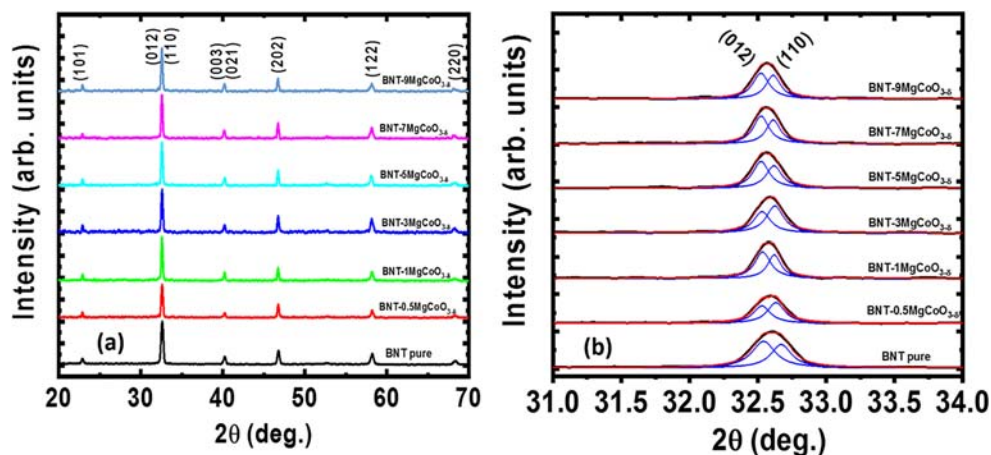 Intensity (arb. units)
(101)
(012)
(110)
(003)
(021)
(202)
(122)
(220)
BNT-9MgCoO3-δ
BNT-7MgCoO3-δ
BNT-5MgCoO3-δ
BNT-3MgCoO3-δ
BNT-1MgCoO3-δ
BNT-0.5MgCoO3-δ
(a)
BNT pure
20 30 40 50 60 70
2θ (deg.)
Intensity (arb. units)
(012)
(110)
BNT-9MgCoO3-δ
BNT-7MgCoO3-δ
BNT-5MgCoO3-δ
BNT-3MgCoO3-δ
BNT-1MgCoO3-δ
BNT-0.5MgCoO3-δ
(b)
BNT pure
31.0 31.5 32.0 32.5 33.0 33.5 34.0
2θ (deg.)